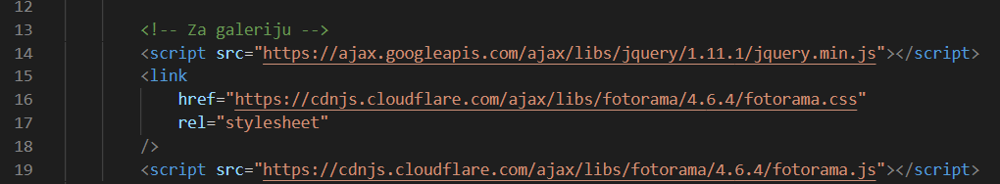 12
13 <!-- Za galeriju -->
14 <script src="https://ajax.googleapis.com/ajax/libs/jquery/1.11.1/jquery.min.js"></script>
15 <link
16 href="https://cdnjs.cloudflare.com/ajax/libs/fotorama/4.6.4/fotorama.css"
17 rel="stylesheet"
18 />
19 <script src="https://cdnjs.cloudflare.com/ajax/libs/fotorama/4.6.4/fotorama.js"></script>